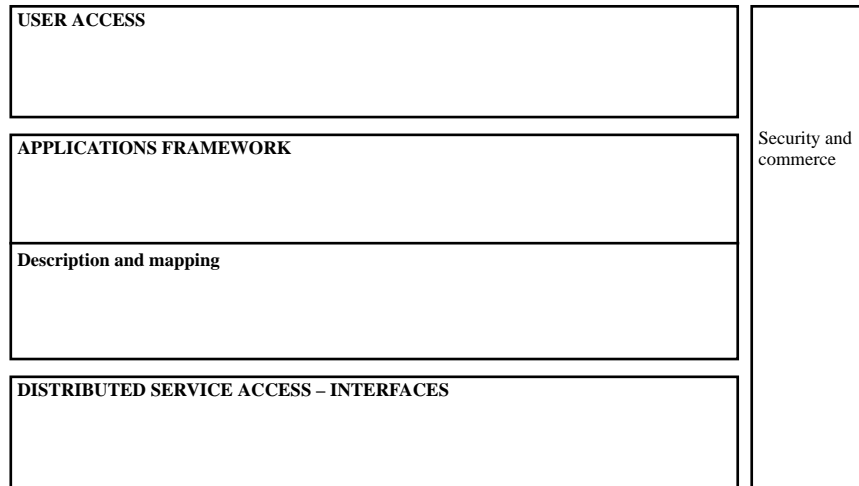 USER ACCESS
APPLICATIONS FRAMEWORK
Security and
commerce
Description and mapping
DISTRIBUTED SERVICE ACCESS – INTERFACES